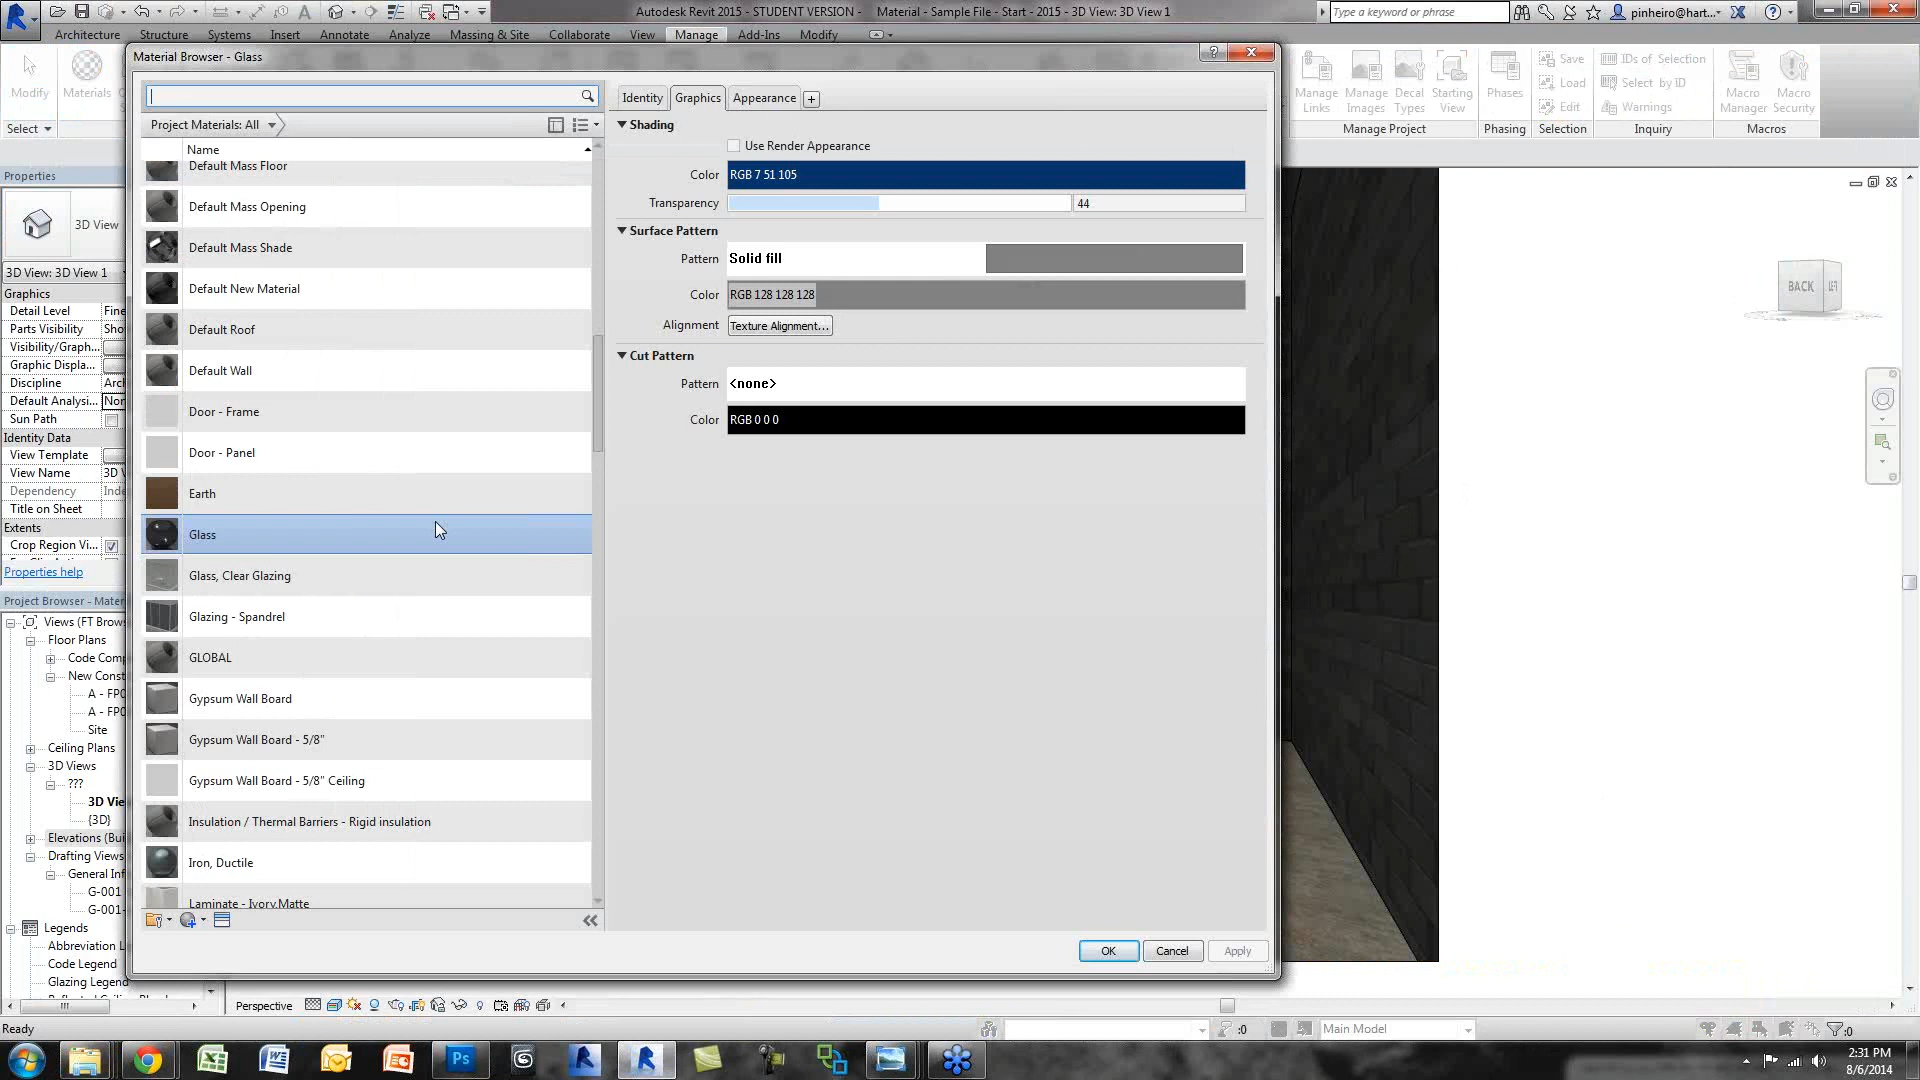 Autodesk Revit 2015 - STUDENT VERSION -    Material - Sample File - Start - 2015 - 3D View: 3D View 1
Type a keyword or phrase
pinheiro@hart...
Architecture Structure Systems Insert Annotate Analyze Massing & Site Collaborate View Manage Add-Ins Modify
Modify
Materials
Select
Manage Links
Manage Images
Decal Types
Starting View
Manage Project
Phases
Phasing
Save
Load
Edit
Selection
IDs of Selection
Select by ID
Warnings
Inquiry
Macro Manager
Macro Security
Macros
Material Browser - Glass
Project Materials: All
Name
Default Mass Floor
Default Mass Opening
Default Mass Shade
Default New Material
Default Roof
Default Wall
Door - Frame
Door - Panel
Earth
Glass
Glass, Clear Glazing
Glazing - Spandrel
GLOBAL
Gypsum Wall Board
Gypsum Wall Board - 5/8"
Gypsum Wall Board - 5/8" Ceiling
Insulation / Thermal Barriers - Rigid insulation
Iron, Ductile
Laminate - Ivory,Matte
Identity Graphics Appearance
Shading
Use Render Appearance
Color RGB 7 51 105
Transparency 44
Surface Pattern
Pattern Solid fill
Color RGB 128 128 128
Alignment Texture Alignment...
Cut Pattern
Pattern <none>
Color RGB 0 0 0
OK Cancel Apply
Properties
3D View
3D View: 3D View 1
Graphics
Detail Level Fine
Parts Visibility Sho
Visibility/Graph...
Graphic Displa...
Discipline Arc
Default Analysi... Non
Sun Path
Identity Data
View Template
View Name 3D V
Dependency Inde
Title on Sheet
Extents
Crop Region Vi...
Properties help
Project Browser - Mater
Views (FT Brows
Floor Plans
Code Comp
New Const
A - FP0
A - FP0
Site
Ceiling Plans
3D Views
???
3D Vie
{3D}
Elevations (Bui
Drafting Views
General Inf
G-001
G-001-
Legends
Abbreviation L
Code Legend
Glazing Legend
BACK
Perspective
Ready
:0
Main Model
:0
2:31 PM
8/6/2014